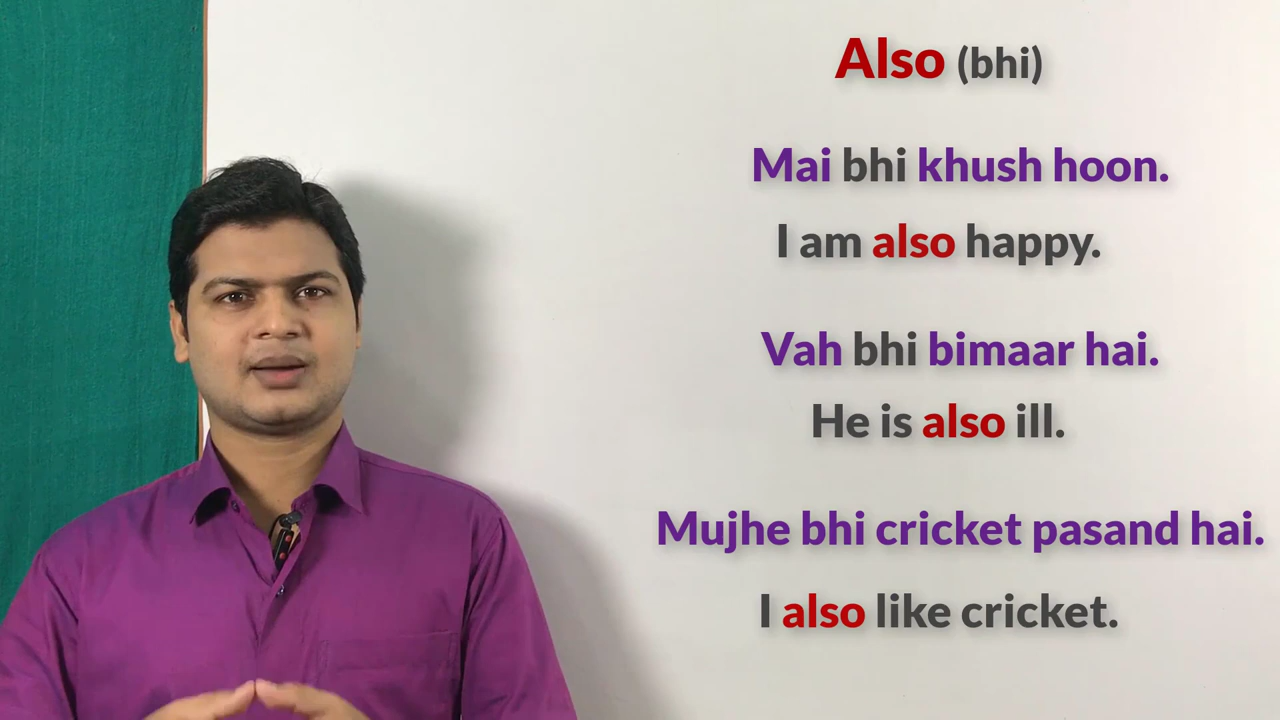 Also (bhi)
Mai bhi khush hoon.
I am also happy.
Vah bhi bimaar hai.
He is also ill.
Mujhe bhi cricket pasand hai.
I also like cricket.